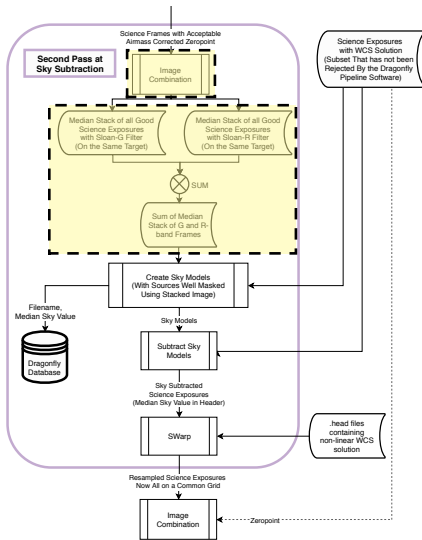 Science Frames with Acceptable
Airmass Corrected Zeropoint
Second Pass at
Sky Subtraction
Image
Combination
Science Exposures
with WCS Solution
(Subset That has not been
Rejected By the Dragonfly
Pipeline Software)
Median Stack of all Good
Science Exposures
with Sloan-G Filter
(On the Same Target)
Median Stack of all Good
Science Exposures
with Sloan-R Filter
(On the Same Target)
SUM
Sum of Median
Stack of G and R-
band Frames
Create Sky Models
(With Sources Well Masked
Using Stacked Image)
Filename,
Median Sky Value
Dragonfly
Database
Sky Models
Subtract Sky
Models
Sky Subtracted
Science Exposures
(Median Sky Value in Header)
SWarp
.head files
containing
non-linear WCS
solution
Resampled Science Exposures
Now All on a Common Grid
Image
Combination
Zeropoint